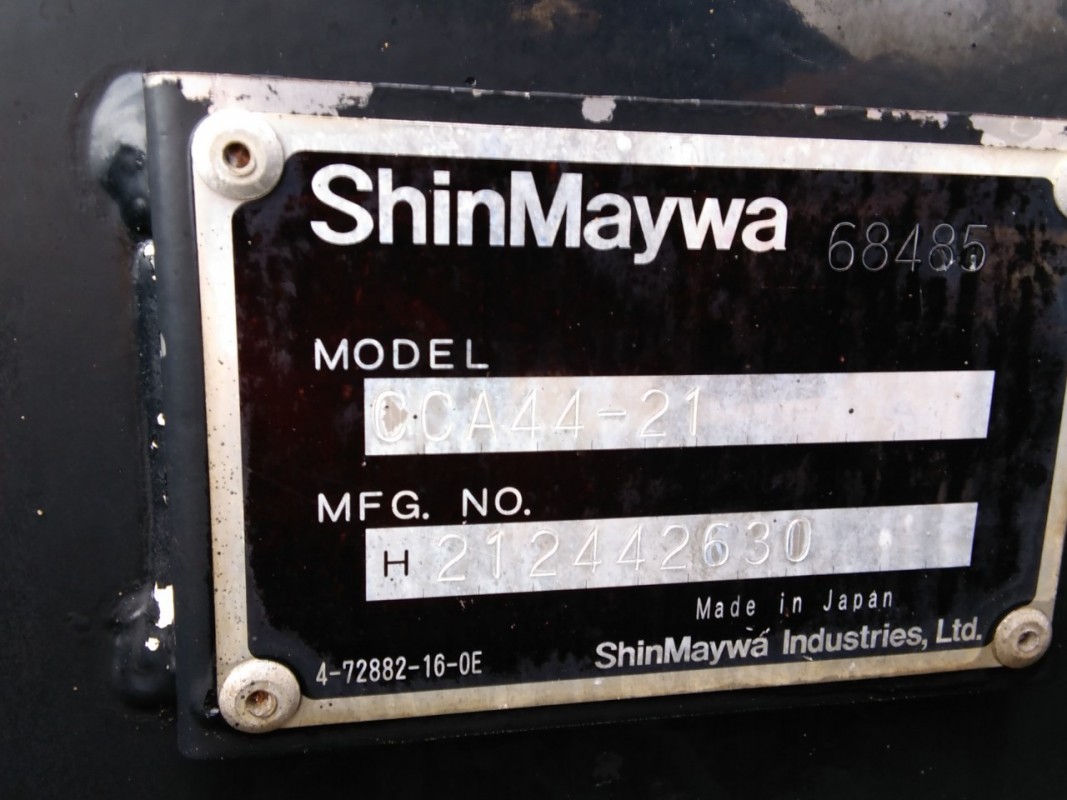 ShinMaywa 68485
MODEL
CCA44-21
MFG. NO.
H 212442630
Made in Japan
4-72882-16-0E ShinMaywa Industries, Ltd.